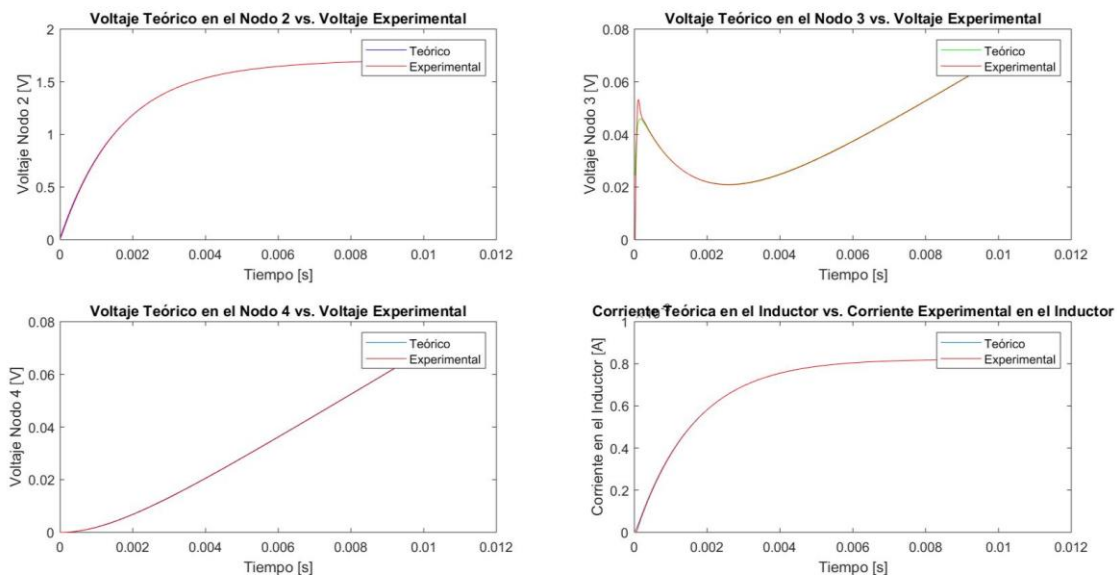 Voltaje Teórico en el Nodo 2 vs. Voltaje Experimental
2
1.5
1
0.5
0
Voltaje Nodo 2 [V]
Teórico
Experimental
0 0.002 0.004 0.006 0.008 0.01 0.012
Tiempo [s]
Voltaje Teórico en el Nodo 3 vs. Voltaje Experimental
0.08
0.06
0.04
0.02
0
Voltaje Nodo 3 [V]
Teórico
Experimental
0 0.002 0.004 0.006 0.008 0.01 0.012
Tiempo [s]
Voltaje Teórico en el Nodo 4 vs. Voltaje Experimental
0.08
0.06
0.04
0.02
0
Voltaje Nodo 4 [V]
Teórico
Experimental
0 0.002 0.004 0.006 0.008 0.01 0.012
Tiempo [s]
Corriente Teórica en el Inductor vs. Corriente Experimental en el Inductor
1
0.8
0.6
0.4
0.2
0
Corriente en el Inductor [A]
Teórico
Experimental
0 0.002 0.004 0.006 0.008 0.01 0.012
Tiempo [s]